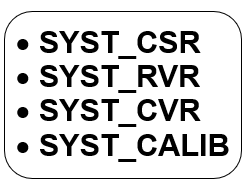 • SYST_CSR
• SYST_RVR
• SYST_CVR
• SYST_CALIB